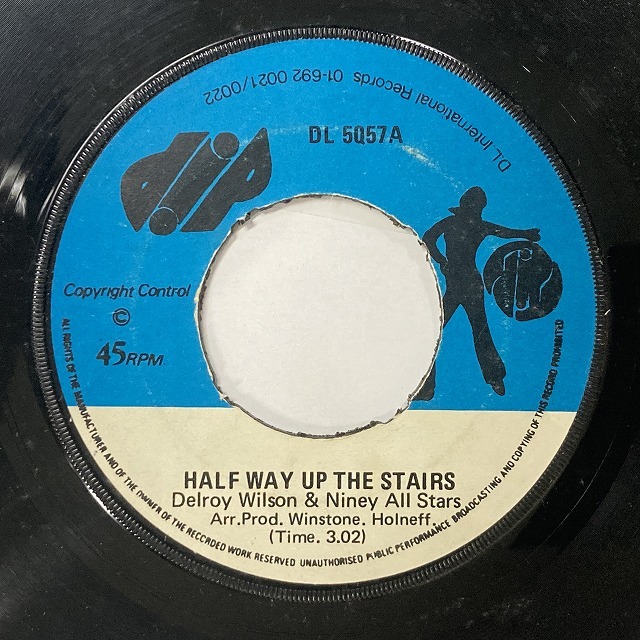 DL International Records 01-692 0021/0022
dip
DL 5057A
dip
Copyright Control
©
45RPM
HALF WAY UP THE STAIRS
Delroy Wilson & Niney All Stars
Arr.Prod. Winstone. Holneff.
(Time. 3.02)
ALL RIGHTS OF THE MANUFACTURER AND OF THE OWNER OF THE RECORDED WORK RESERVED UNAUTHORISED PUBLIC PERFORMANCE BROADCASTING AND COPYING OF THIS RECORD PROHIBITED